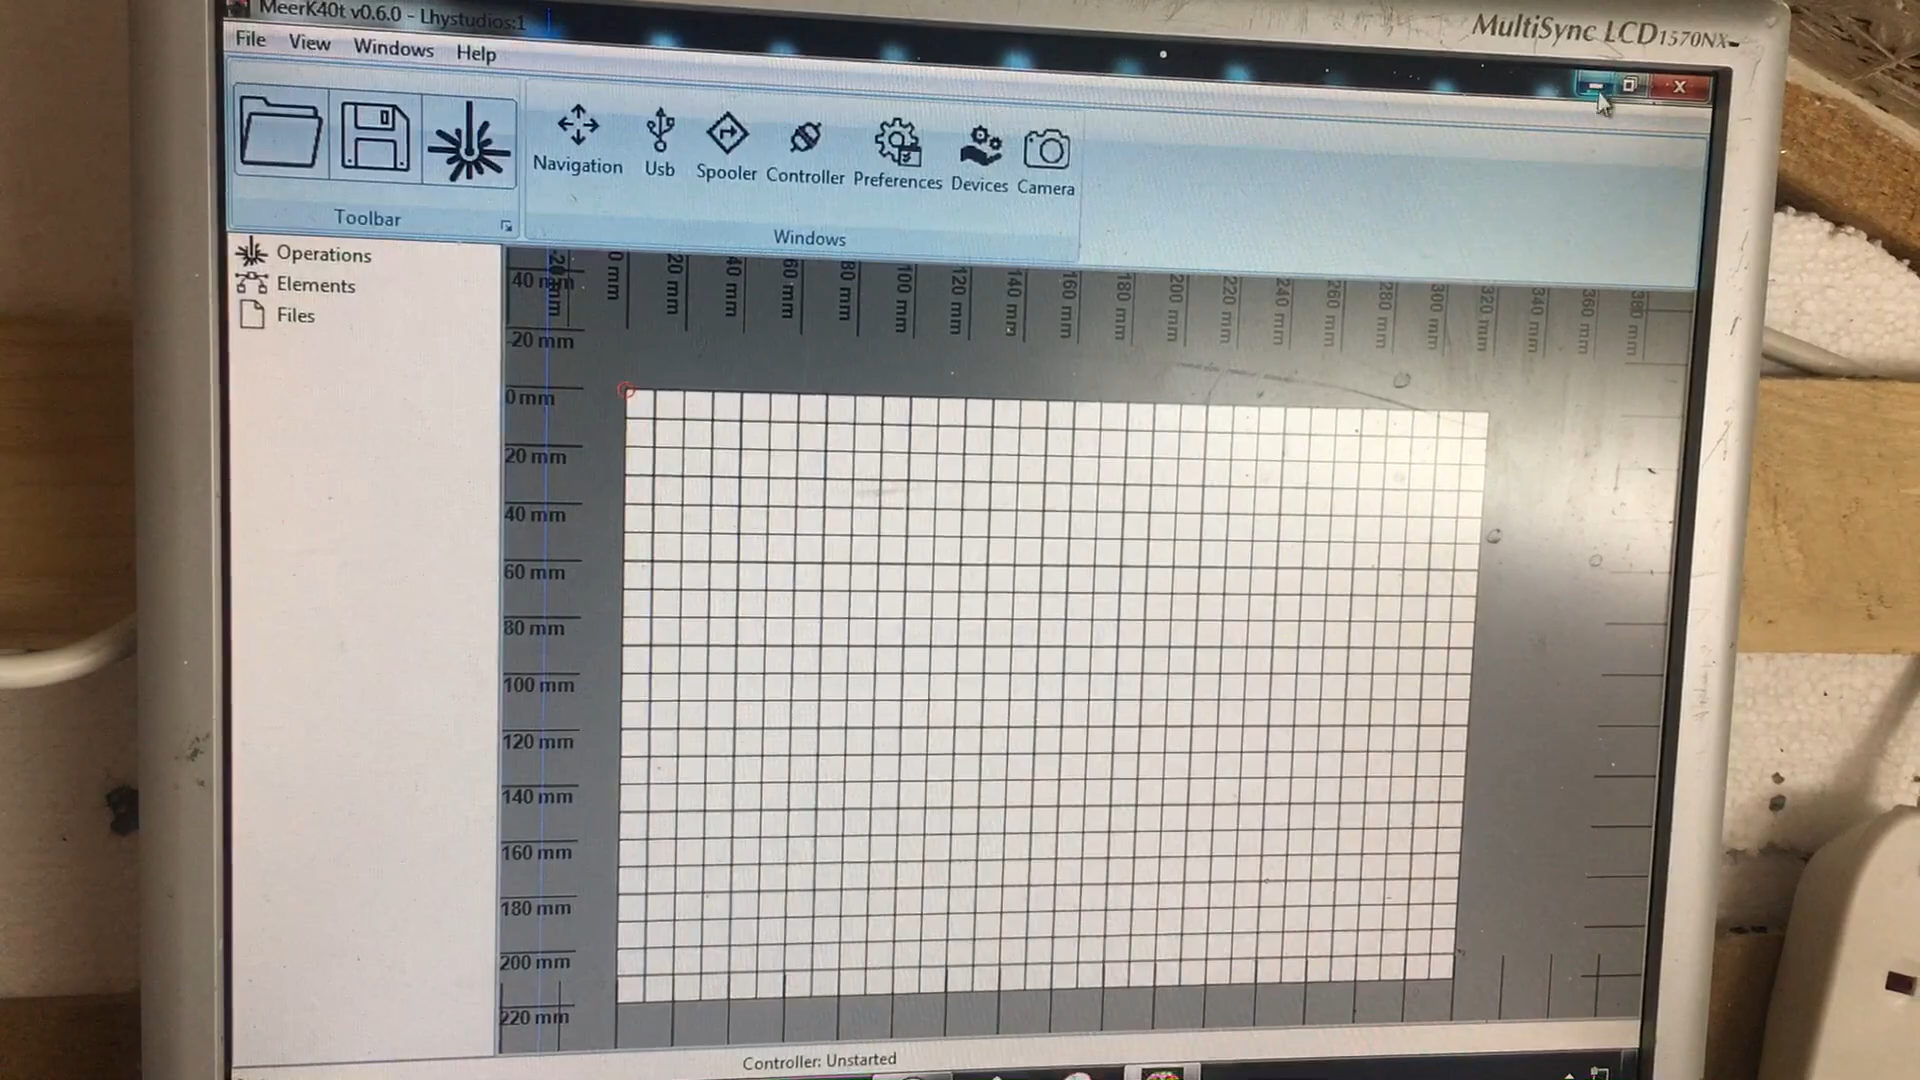 MeerK40t v0.6.0 - Lhystudios:1
MultiSync LCD1570NX
File View Windows Help
Navigation Usb Spooler Controller Preferences Devices Camera
Toolbar
Windows
Operations
Elements
Files
-20 mm 0 mm 20 mm 40 mm 60 mm 80 mm 100 mm 120 mm 140 mm 160 mm 180 mm 200 mm 220 mm 240 mm 260 mm 280 mm 300 mm 320 mm 340 mm 360 mm 380 mm
40 mm
-20 mm
0 mm
20 mm
40 mm
60 mm
80 mm
100 mm
120 mm
140 mm
160 mm
180 mm
200 mm
220 mm
Controller: Unstarted